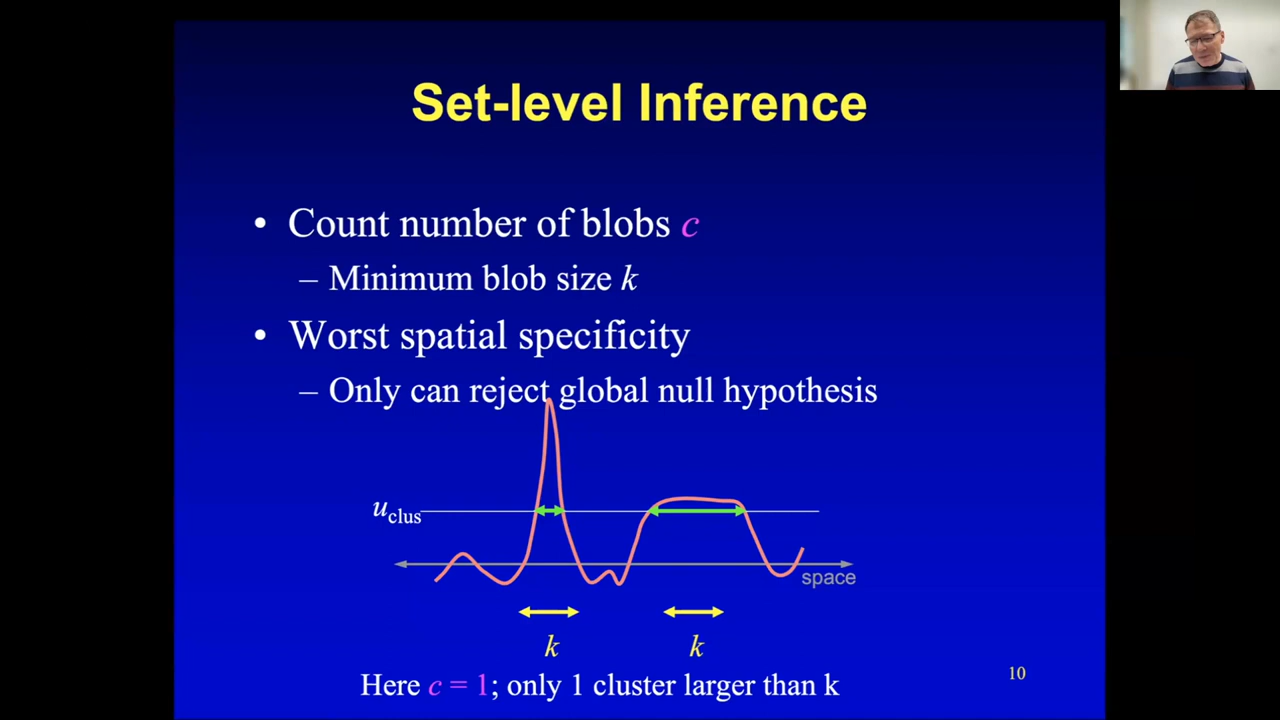 Set-level Inference
• Count number of blobs c
– Minimum blob size k
• Worst spatial specificity
– Only can reject global null hypothesis
uclus
space
k k
Here c = 1; only 1 cluster larger than k
10